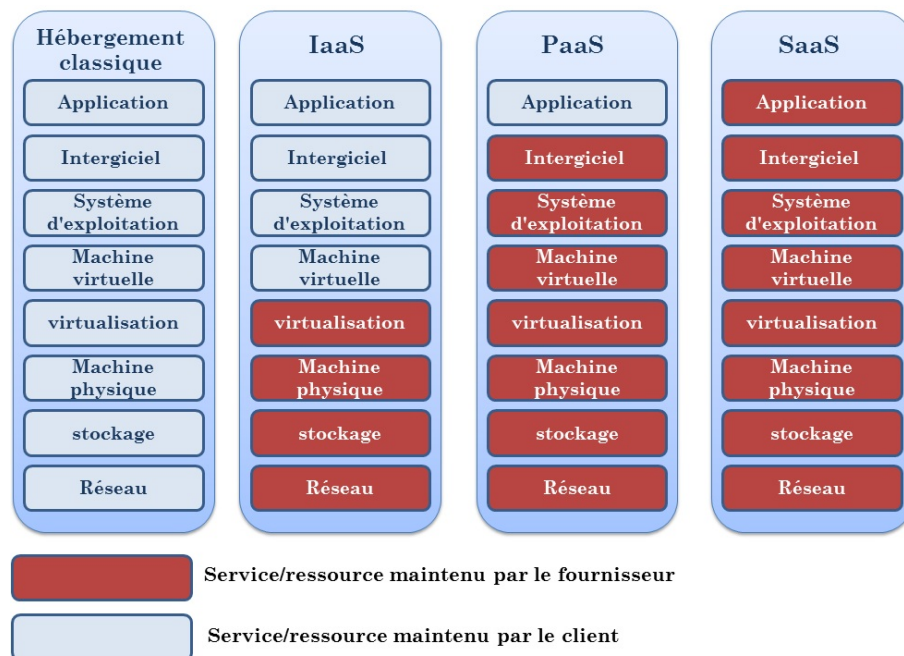 Hébergement
classique
Application
Intergiciel
Système
d'exploitation
Machine
virtuelle
virtualisation
Machine
physique
stockage
Réseau
IaaS
Application
Intergiciel
Système
d'exploitation
Machine
virtuelle
virtualisation
Machine
physique
stockage
Réseau
PaaS
Application
Intergiciel
Système
d'exploitation
Machine
virtuelle
virtualisation
Machine
physique
stockage
Réseau
SaaS
Application
Intergiciel
Système
d'exploitation
Machine
virtuelle
virtualisation
Machine
physique
stockage
Réseau
Service/ressource maintenu par le fournisseur
Service/ressource maintenu par le client